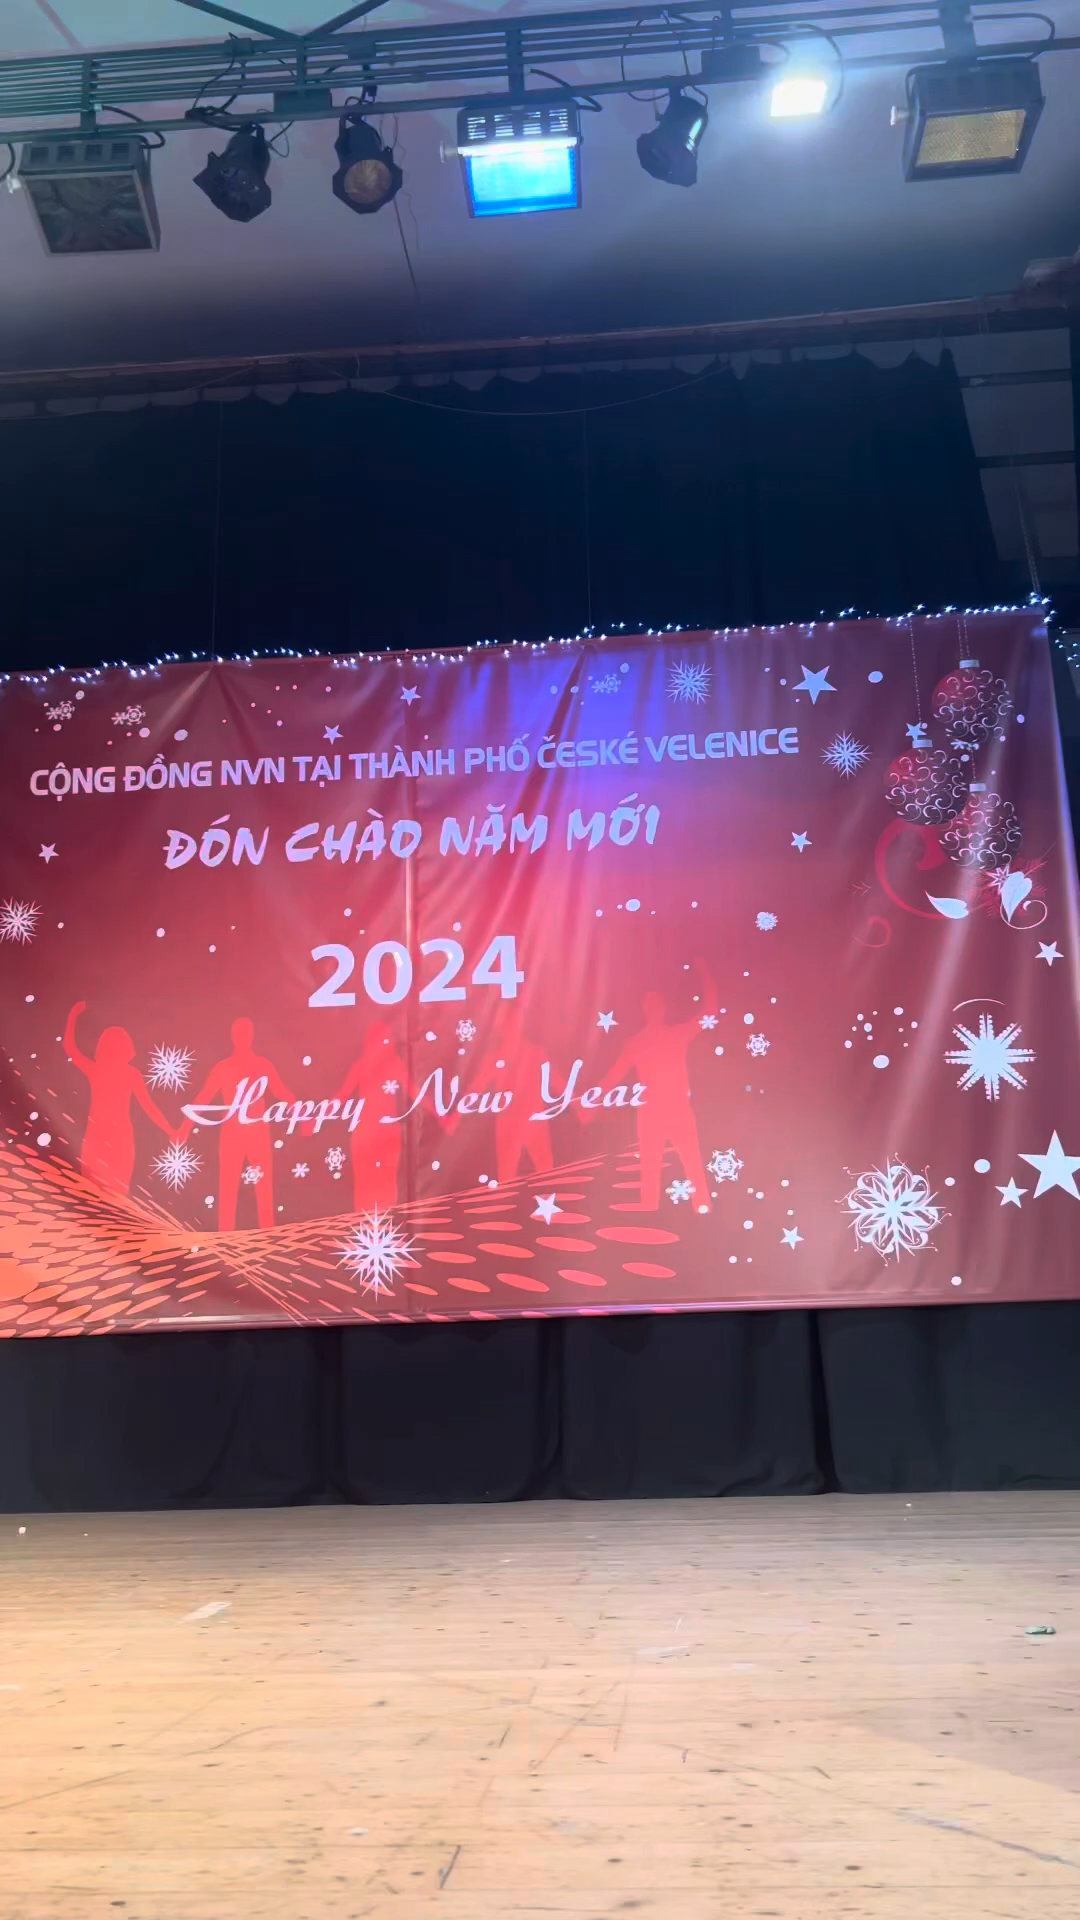 CỘNG ĐỒNG NVN TẠI THÀNH PHỐ ČESKÉ VELENICE
ĐÓN CHÀO NĂM MỚI
2024
Happy New Year